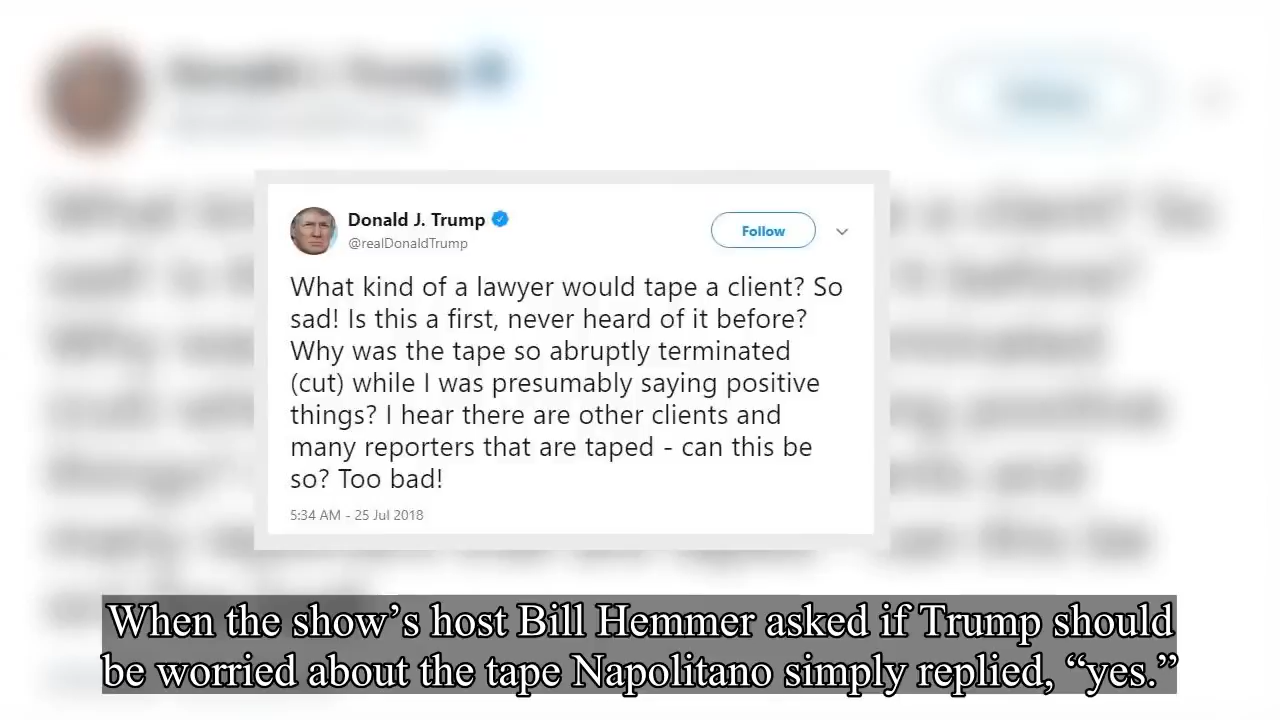 Donald J. Trump
@realDonaldTrump
Follow
What kind of a lawyer would tape a client? So
sad! Is this a first, never heard of it before?
Why was the tape so abruptly terminated
(cut) while I was presumably saying positive
things? I hear there are other clients and
many reporters that are taped - can this be
so? Too bad!
5:34 AM - 25 Jul 2018
When the show’s host Bill Hemmer asked if Trump should
be worried about the tape Napolitano simply replied, “yes.”